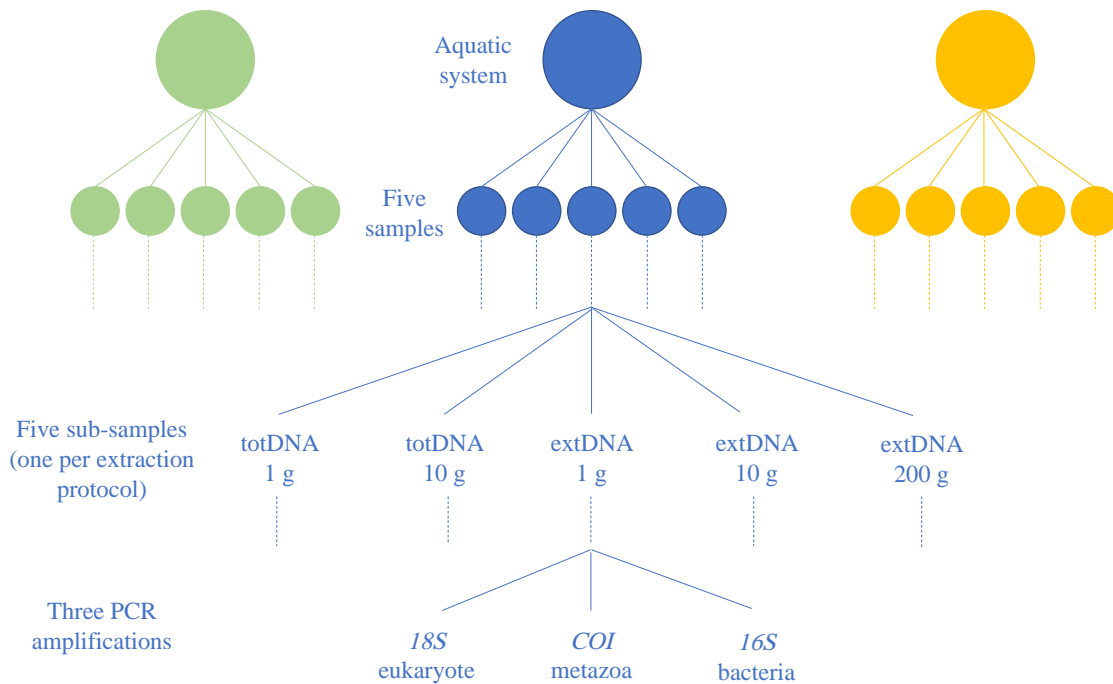 Aquatic
system
Five
samples
Five sub-samples
(one per extraction
protocol)
totDNA
1 g
totDNA
10 g
extDNA
1 g
extDNA
10 g
extDNA
200 g
Three PCR
amplifications
18S
eukaryote
COI
metazoa
16S
bacteria